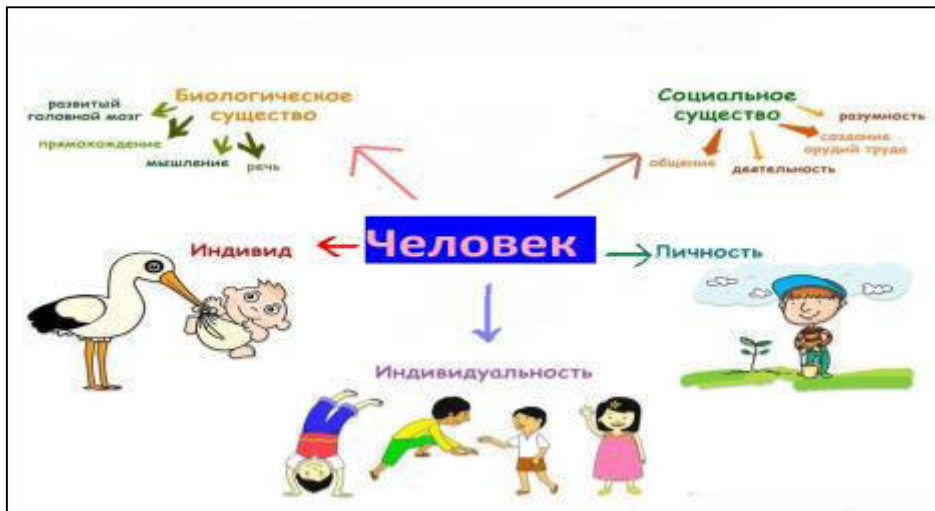 Биологическое
существо
развитый
головной мозг
прямохождение
мышление
речь
Социальное
существо
разумность
создание
орудий труда
общение
деятельность
Индивид
Человек
Личность
Индивидуальность